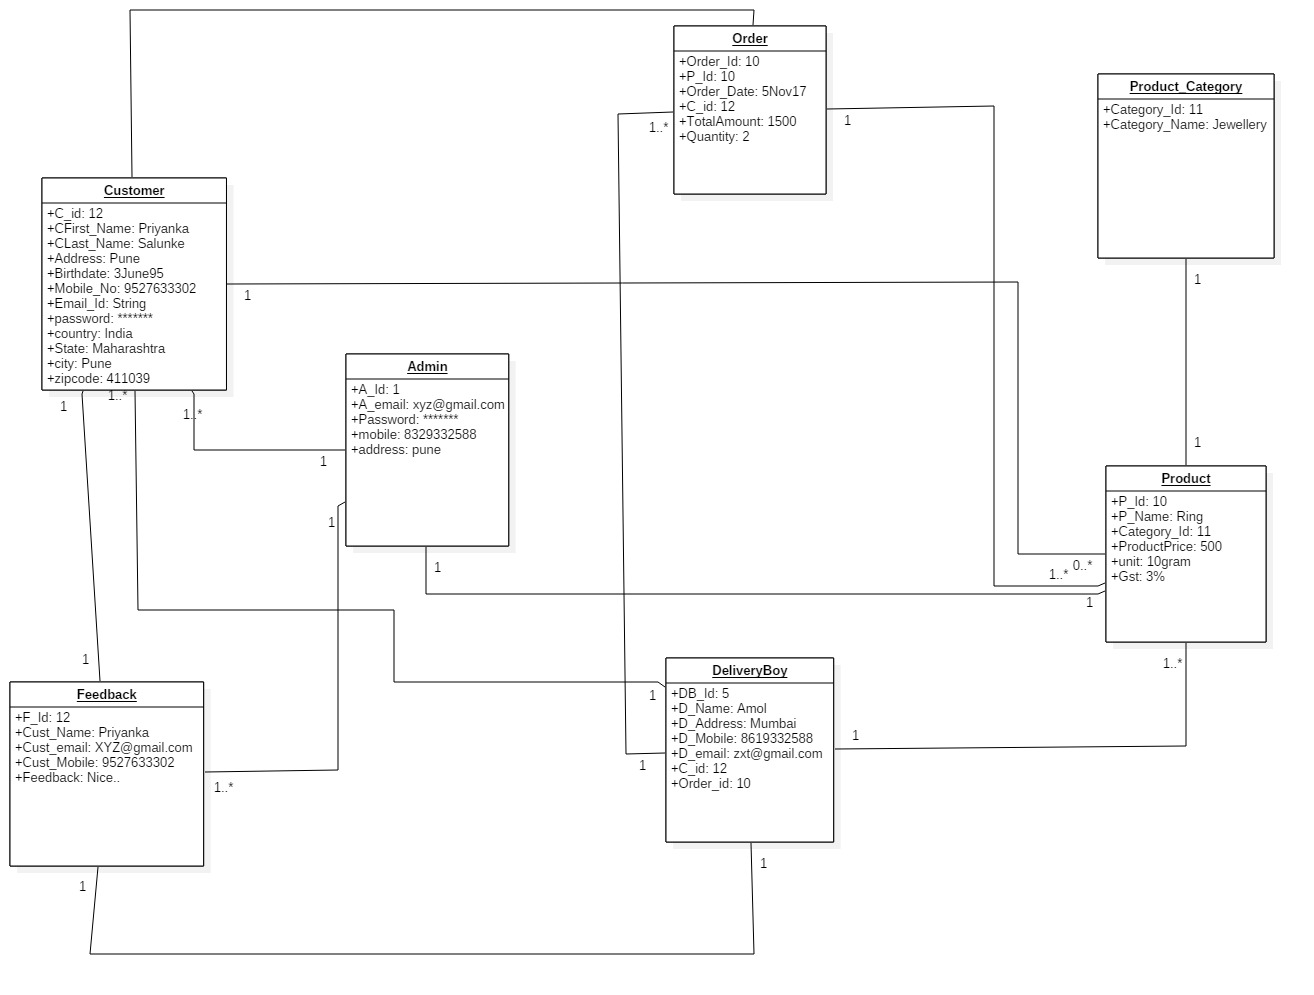 Order
+Order_Id: 10
+P_Id: 10
+Order_Date: 5Nov17
+C_id: 12
+TotalAmount: 1500
+Quantity: 2
1..*
1
Product_Category
+Category_Id: 11
+Category_Name: Jewellery
1
1
Customer
+C_id: 12
+CFirst_Name: Priyanka
+CLast_Name: Salunke
+Address: Pune
+Birthdate: 3June95
+Mobile_No: 9527633302
+Email_Id: String
+password: *******
+country: India
+State: Maharashtra
+city: Pune
+zipcode: 411039
1
1
1..*
1..*
Admin
+A_Id: 1
+A_email: xyz@gmail.com
+Password: *******
+mobile: 8329332588
+address: pune
1
1
1
Product
+P_Id: 10
+P_Name: Ring
+Category_Id: 11
+ProductPrice: 500
+unit: 10gram
+Gst: 3%
0..*
1..*
1
1..*
1
Feedback
+F_Id: 12
+Cust_Name: Priyanka
+Cust_email: XYZ@gmail.com
+Cust_Mobile: 9527633302
+Feedback: Nice..
1..*
1
DeliveryBoy
+DB_Id: 5
+D_Name: Amol
+D_Address: Mumbai
+D_Mobile: 8619332588
+D_email: zxt@gmail.com
+C_id: 12
+Order_id: 10
1
1
1
1